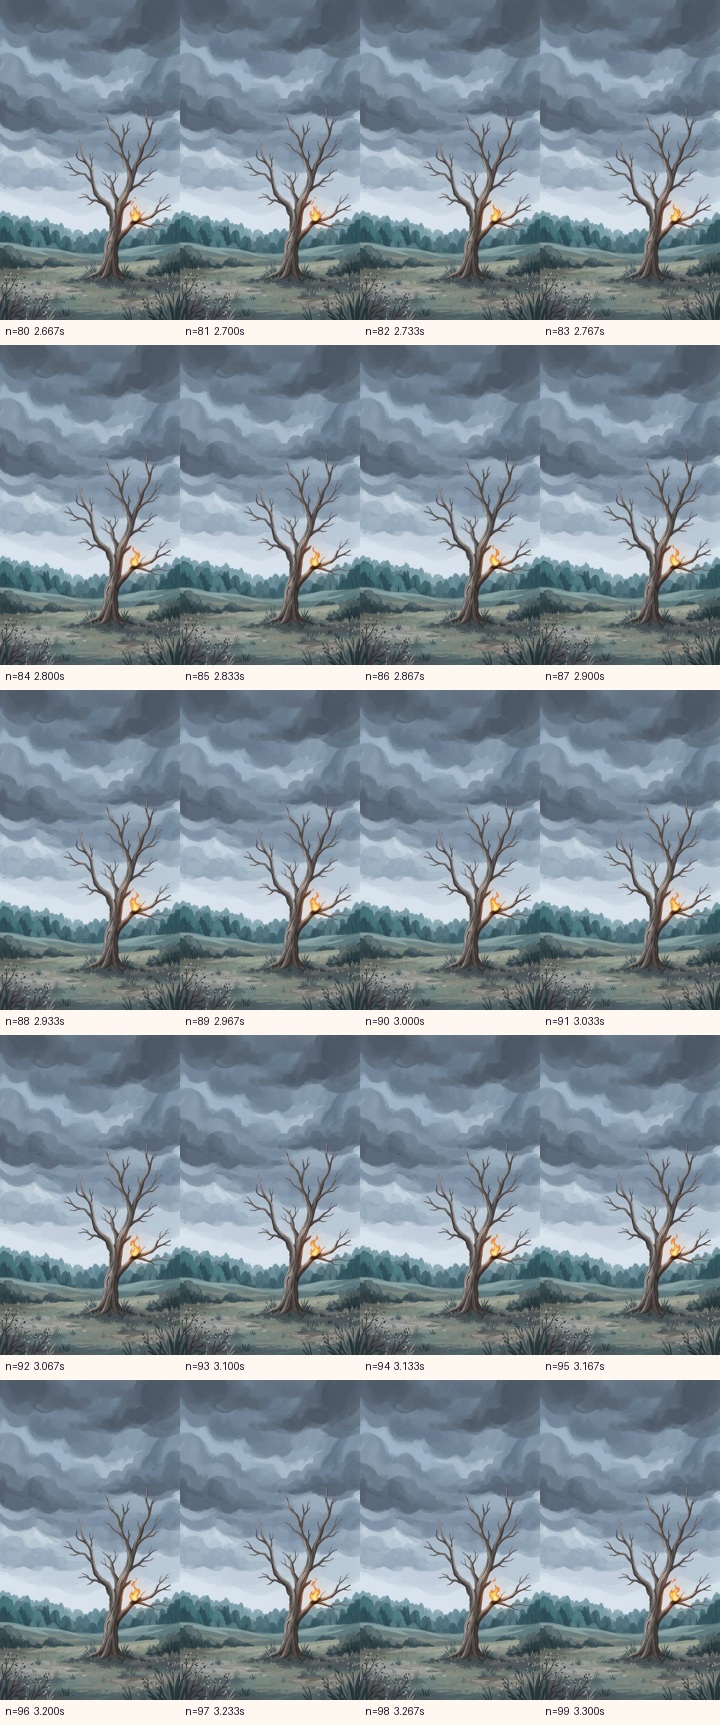 n=80 2.667s
n=81 2.700s
n=82 2.733s
n=83 2.767s
n=84 2.800s
n=85 2.833s
n=86 2.867s
n=87 2.900s
n=88 2.933s
n=89 2.967s
n=90 3.000s
n=91 3.033s
n=92 3.067s
n=93 3.100s
n=94 3.133s
n=95 3.167s
n=96 3.200s
n=97 3.233s
n=98 3.267s
n=99 3.300s